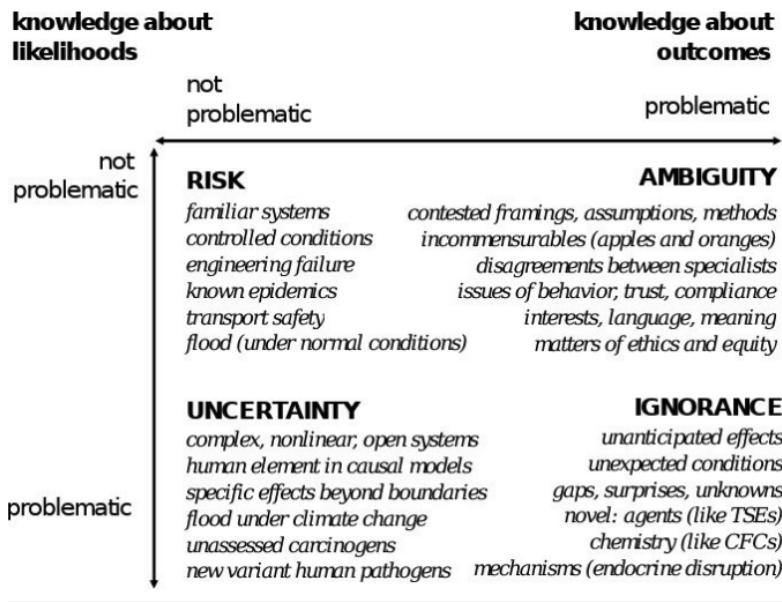 knowledge about
likelihoods
knowledge about
outcomes
not
problematic
problematic
not
problematic
RISK
familiar systems
controlled conditions
engineering failure
known epidemics
transport safety
flood (under normal conditions)
AMBIGUITY
contested framings, assumptions, methods
incommensurables (apples and oranges)
disagreements between specialists
issues of behavior, trust, compliance
interests, language, meaning
matters of ethics and equity
problematic
UNCERTAINTY
complex, nonlinear, open systems
human element in causal models
specific effects beyond boundaries
flood under climate change
unassessed carcinogens
new variant human pathogens
IGNORANCE
unanticipated effects
unexpected conditions
gaps, surprises, unknowns
novel: agents (like TSEs)
chemistry (like CFCs)
mechanisms (endocrine disruption)